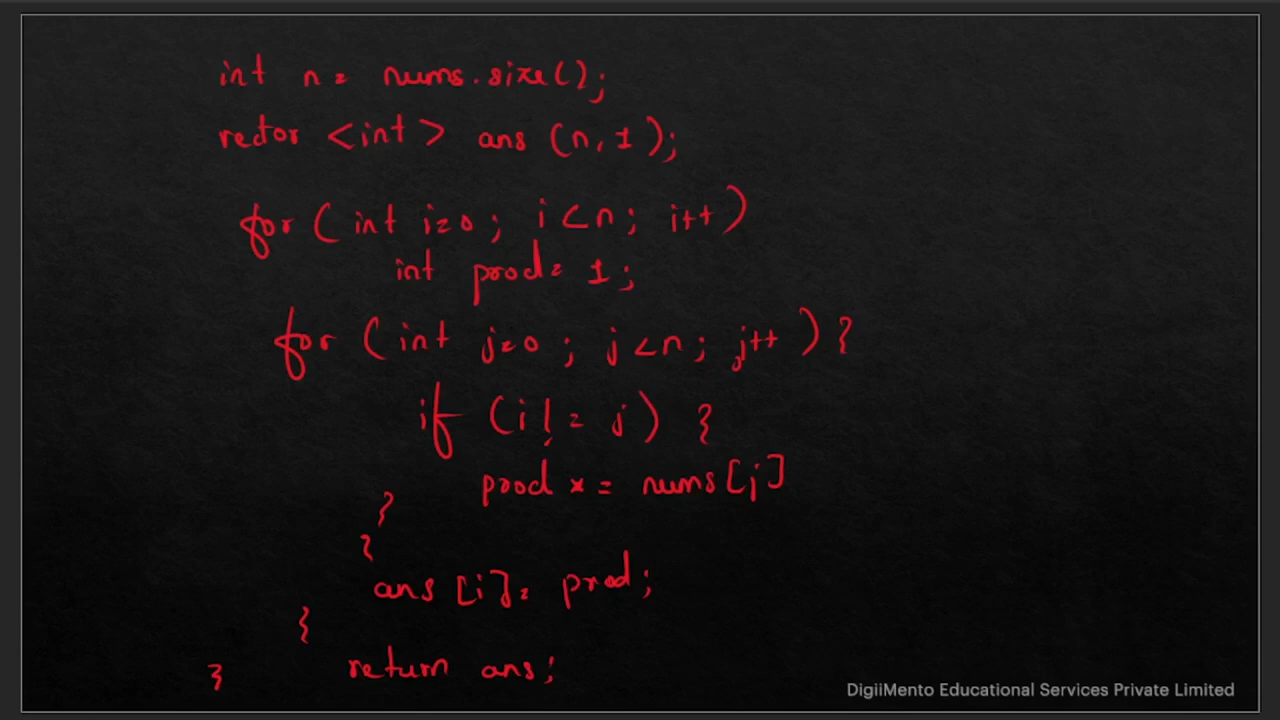 int n = nums.size();
vector <int> ans (n, 1);
for (int i=0; i<n; i++)
int prod = 1;
for (int j=0; j<n; j++) {
if (i != j) {
prod *= nums[j]
}
}
ans[i] = prod;
}
return ans;
}
DigiiMento Educational Services Private Limited